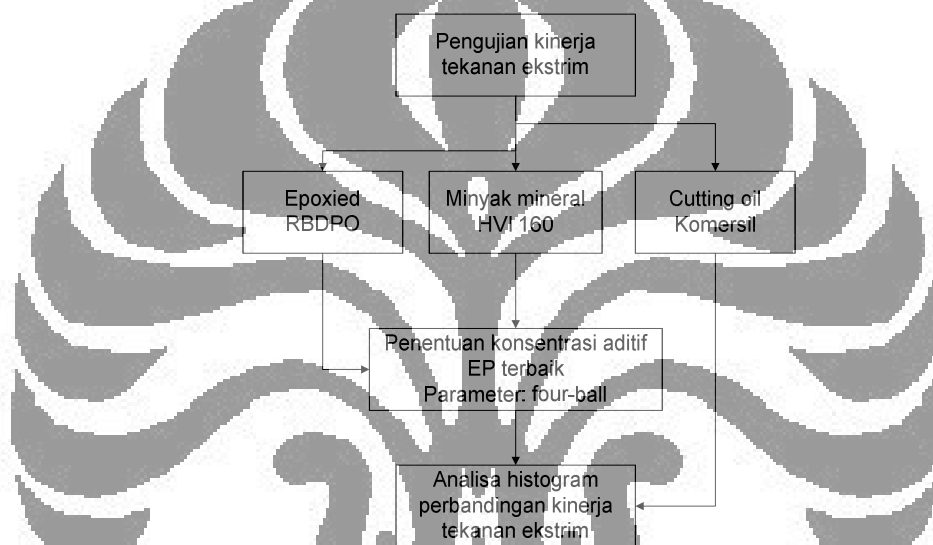 Pengujian kinerja
tekanan ekstrim
Epoxied
RBDPO
Minyak mineral
HVI 160
Cutting oil
Komersil
Penentuan konsentrasi aditif
EP terbaik
Parameter: four-ball
Analisa histogram
perbandingan kinerja
tekanan ekstrim